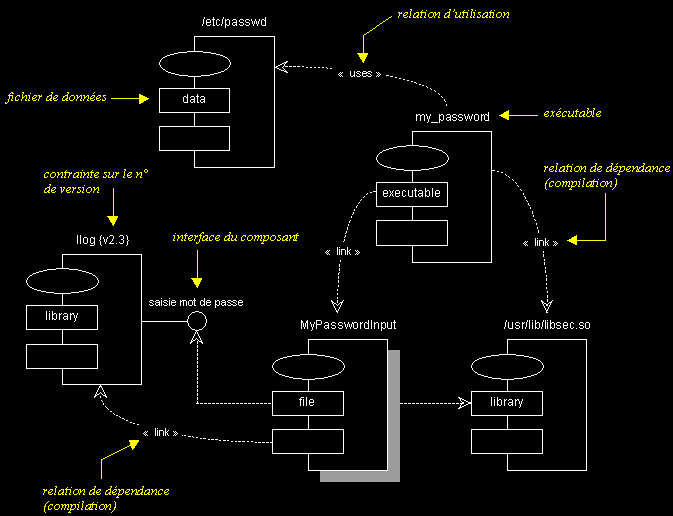 relation d'utilisation
/etc/passwd
« uses »
fichier de données
data
my_password
exécutable
contrainte sur le n°
de version
relation de dépendance
(compilation)
executable
llog {v2.3}
interface du composant
« link »
« link »
saisie mot de passe
library
MyPasswordInput
/usr/lib/libsec.so
file
library
« link »
relation de dépendance
(compilation)